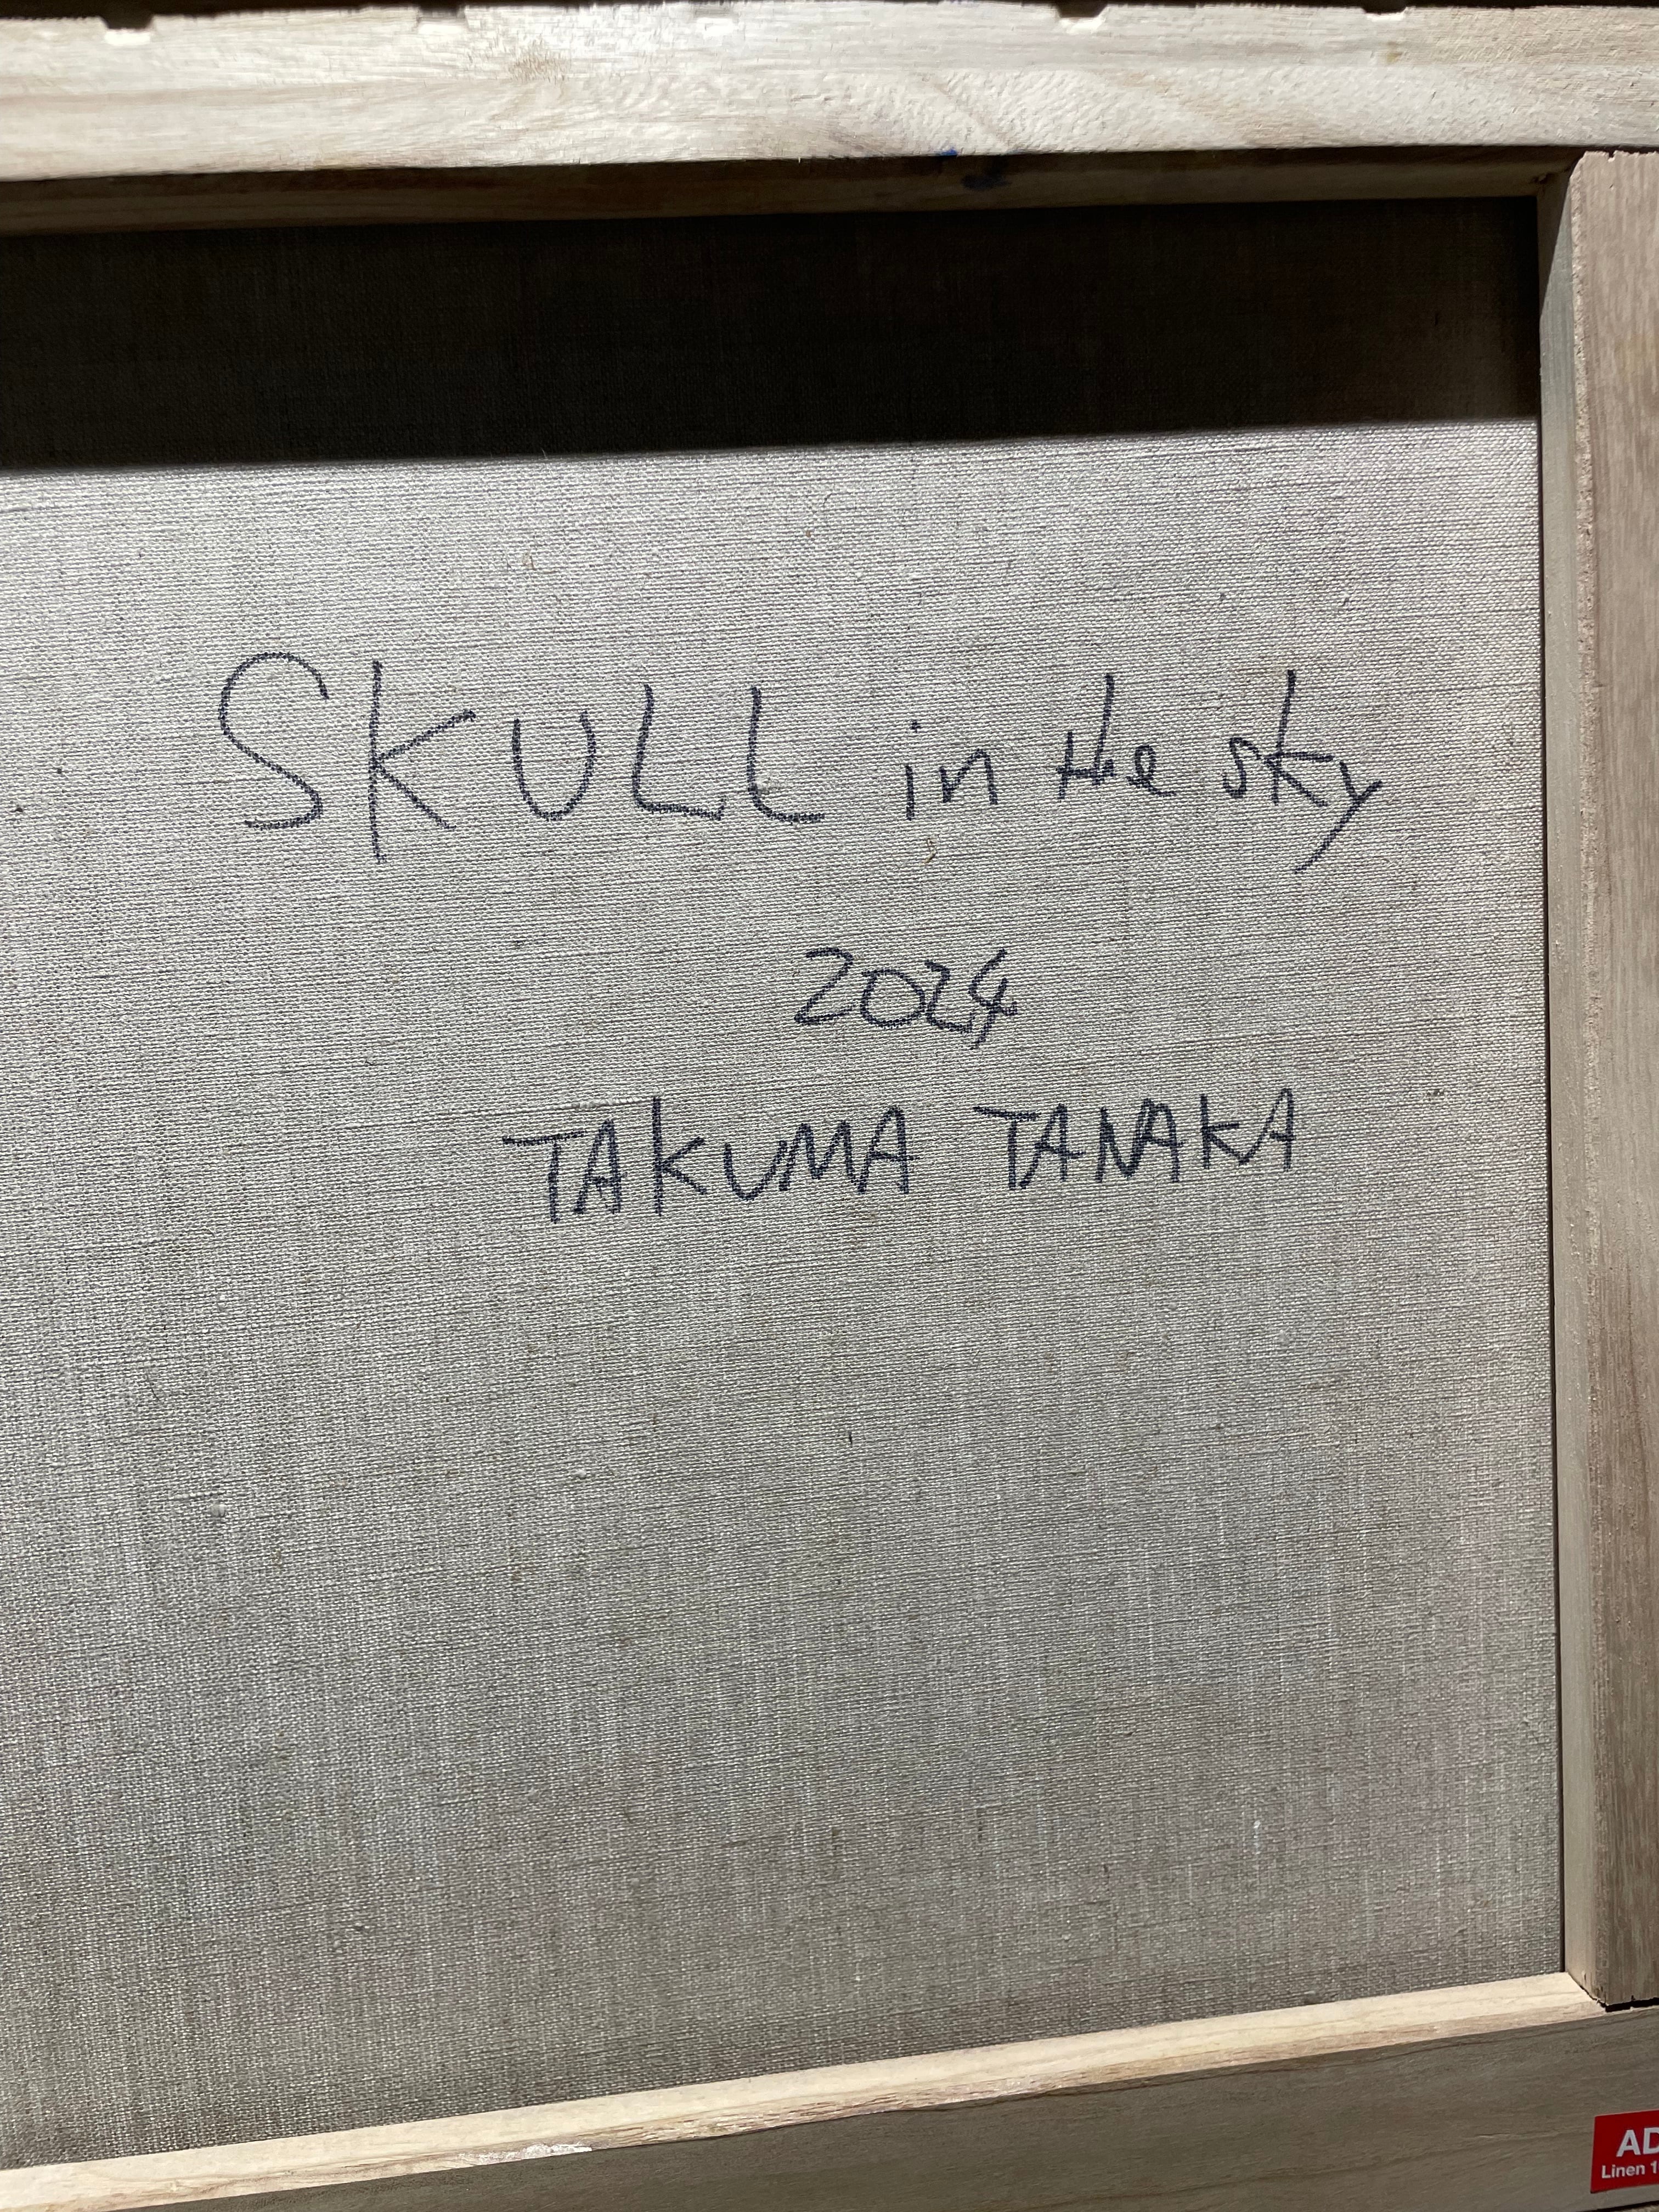 SKULL in the sky
2024
TAKUMA TANAKA
AD
Linen 1